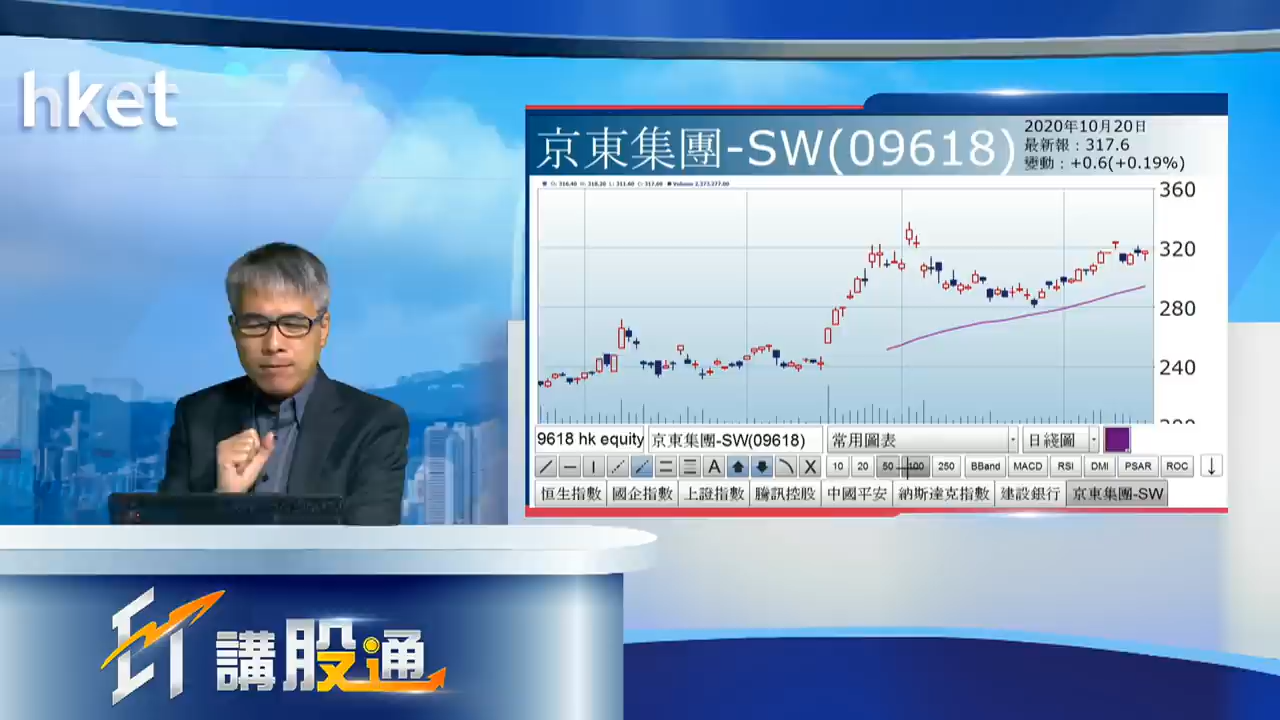 hket
京東集團-SW(09618)
2020年10月20日
最新報：317.6
變動：+0.6(+0.19%)
360
320
280
240
9618 hk equity
京東集團-SW(09618)
常用圖表
日綫圖
A
X
10
20
50
100
250
BBand
MACD
RSI
DMI
PSAR
ROC
恒生指數
國企指數
上證指數
騰訊控股
中國平安
納斯達克指數
建設銀行
京東集團-SW
ET
講股通